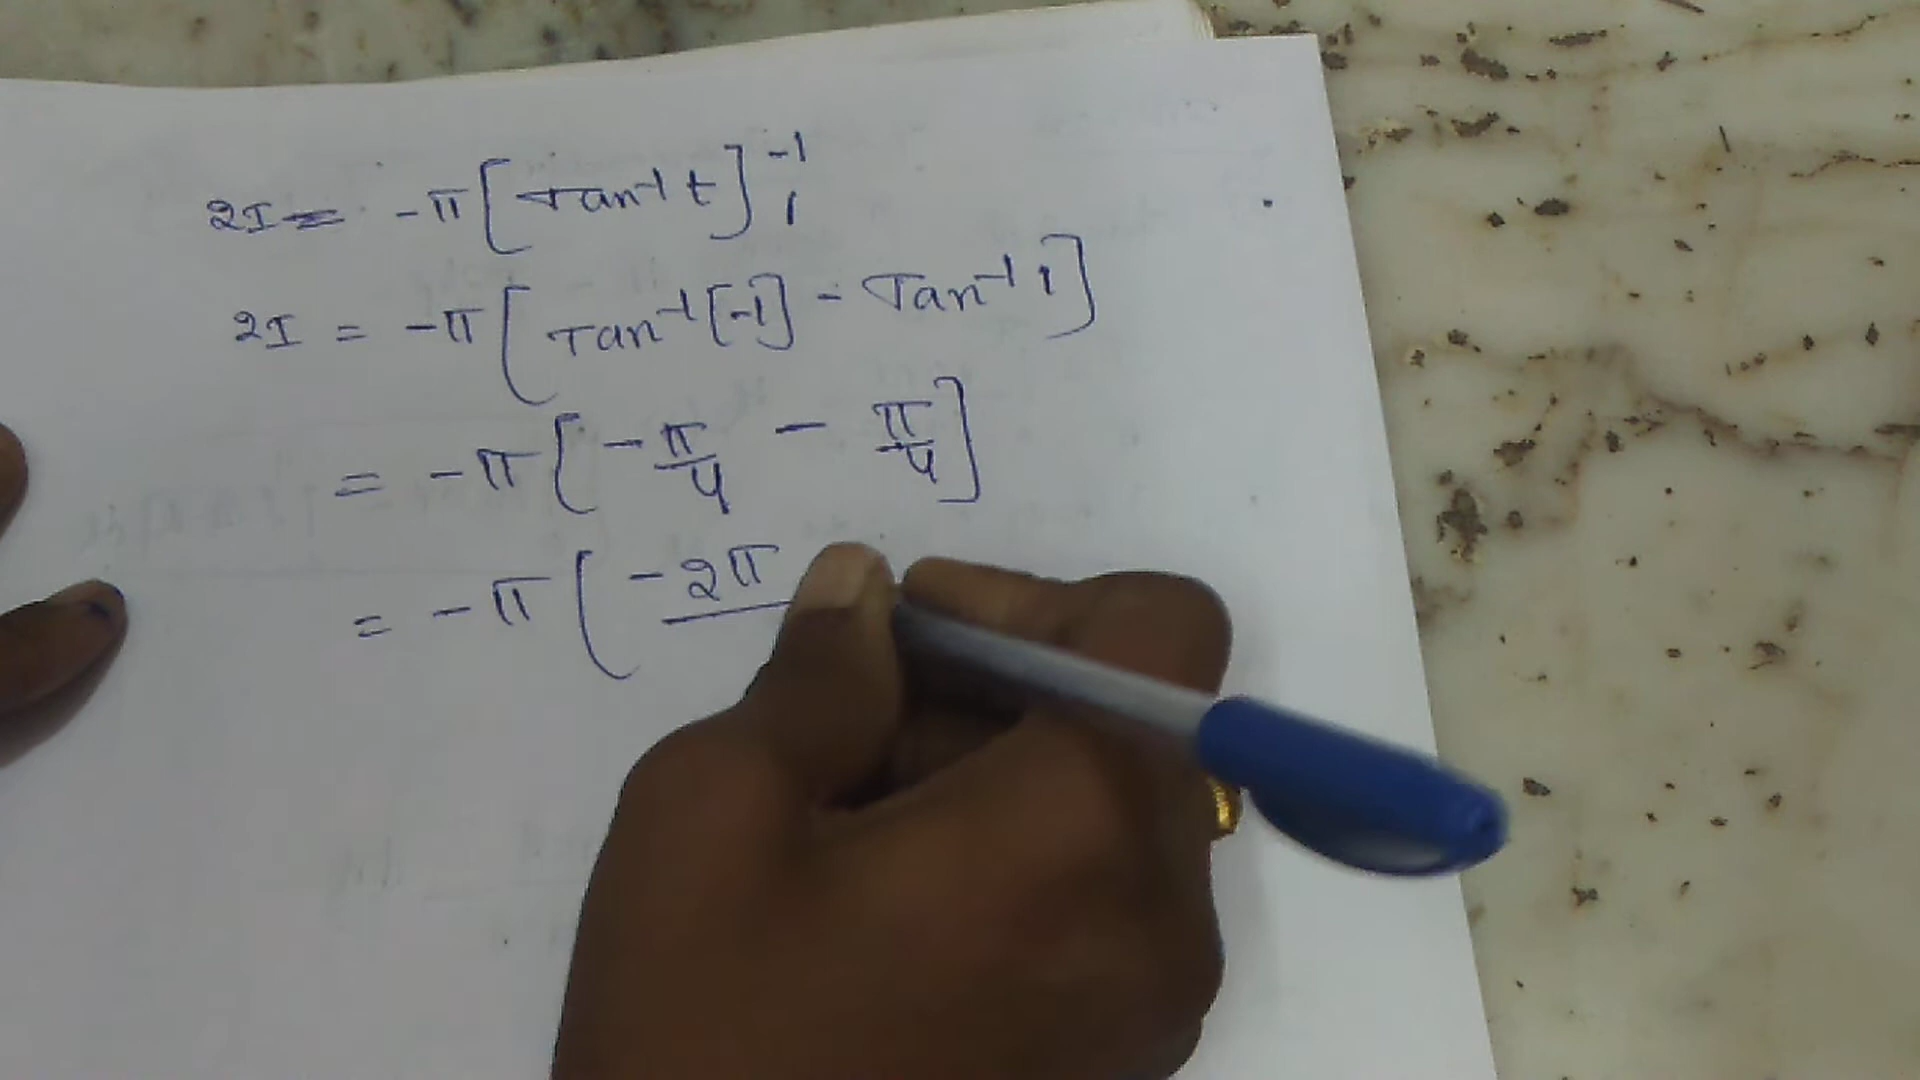 2I = -π [Tan⁻¹ t]₁⁻¹
2I = -π [Tan⁻¹[-1] - Tan⁻¹ 1]
= -π [-π/4 - π/4]
= -π (-2π